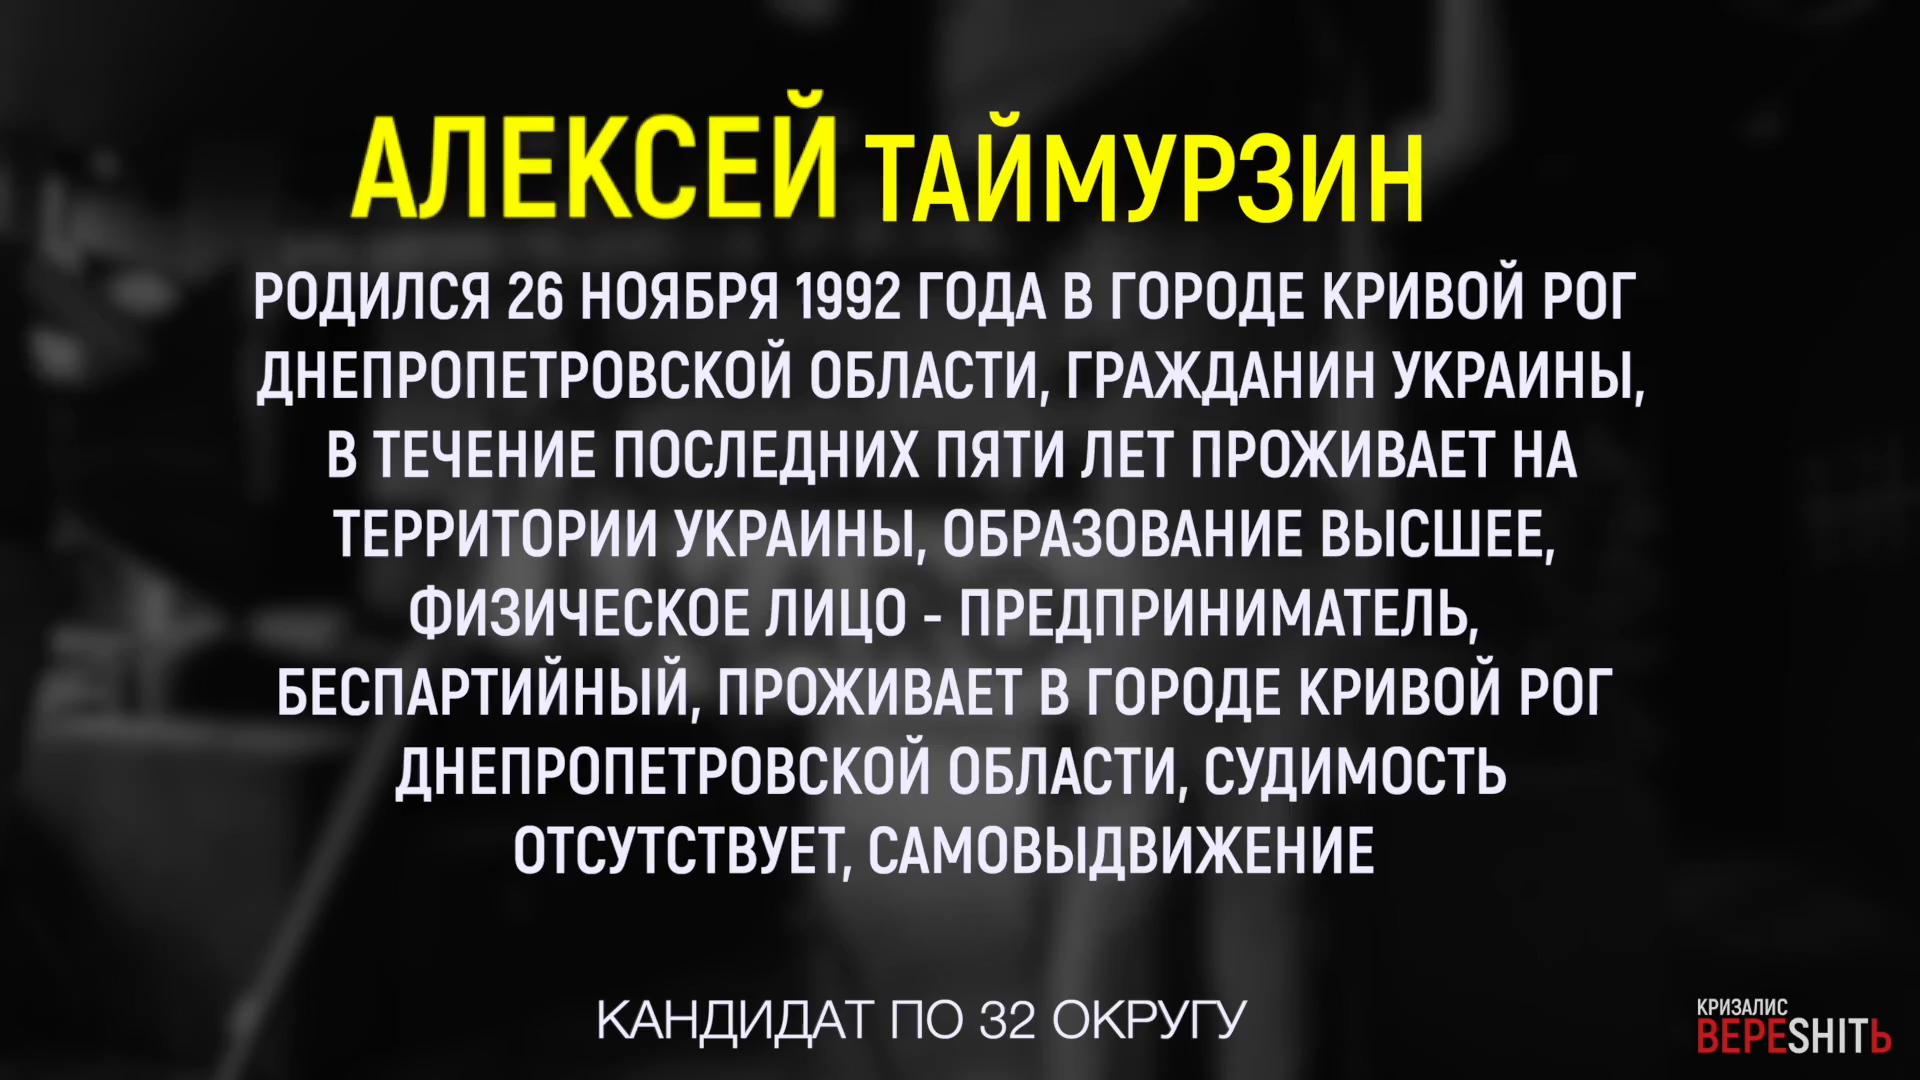 АЛЕКСЕЙ ТАЙМУРЗИН
РОДИЛСЯ 26 НОЯБРЯ 1992 ГОДА В ГОРОДЕ КРИВОЙ РОГ
ДНЕПРОПЕТРОВСКОЙ ОБЛАСТИ, ГРАЖДАНИН УКРАИНЫ,
В ТЕЧЕНИЕ ПОСЛЕДНИХ ПЯТИ ЛЕТ ПРОЖИВАЕТ НА
ТЕРРИТОРИИ УКРАИНЫ, ОБРАЗОВАНИЕ ВЫСШЕЕ,
ФИЗИЧЕСКОЕ ЛИЦО - ПРЕДПРИНИМАТЕЛЬ,
БЕСПАРТИЙНЫЙ, ПРОЖИВАЕТ В ГОРОДЕ КРИВОЙ РОГ
ДНЕПРОПЕТРОВСКОЙ ОБЛАСТИ, СУДИМОСТЬ
ОТСУТСТВУЕТ, САМОВЫДВИЖЕНИЕ
КАНДИДАТ ПО 32 ОКРУГУ
КРИЗАЛИС
ВЕРЕSHITЬ